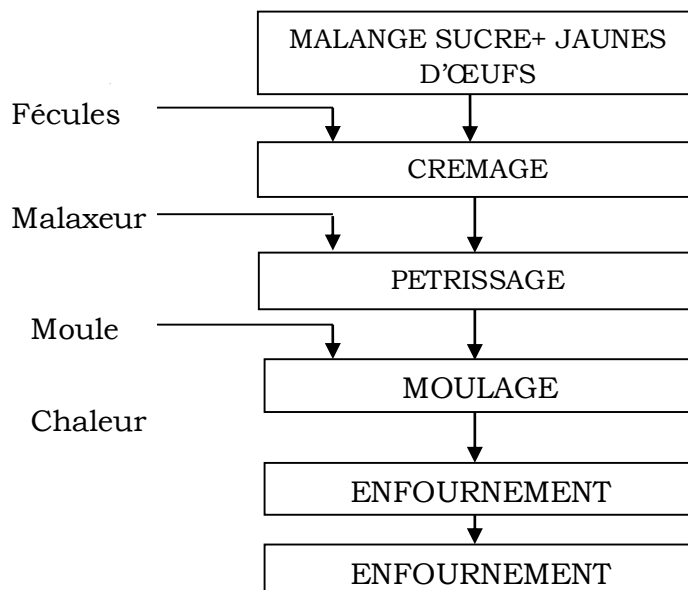 MALANGE SUCRE+ JAUNES
D'ŒUFS
Fécules
CREMAGE
Malaxeur
PETRISSAGE
Moule
MOULAGE
Chaleur
ENFOURNEMENT
ENFOURNEMENT